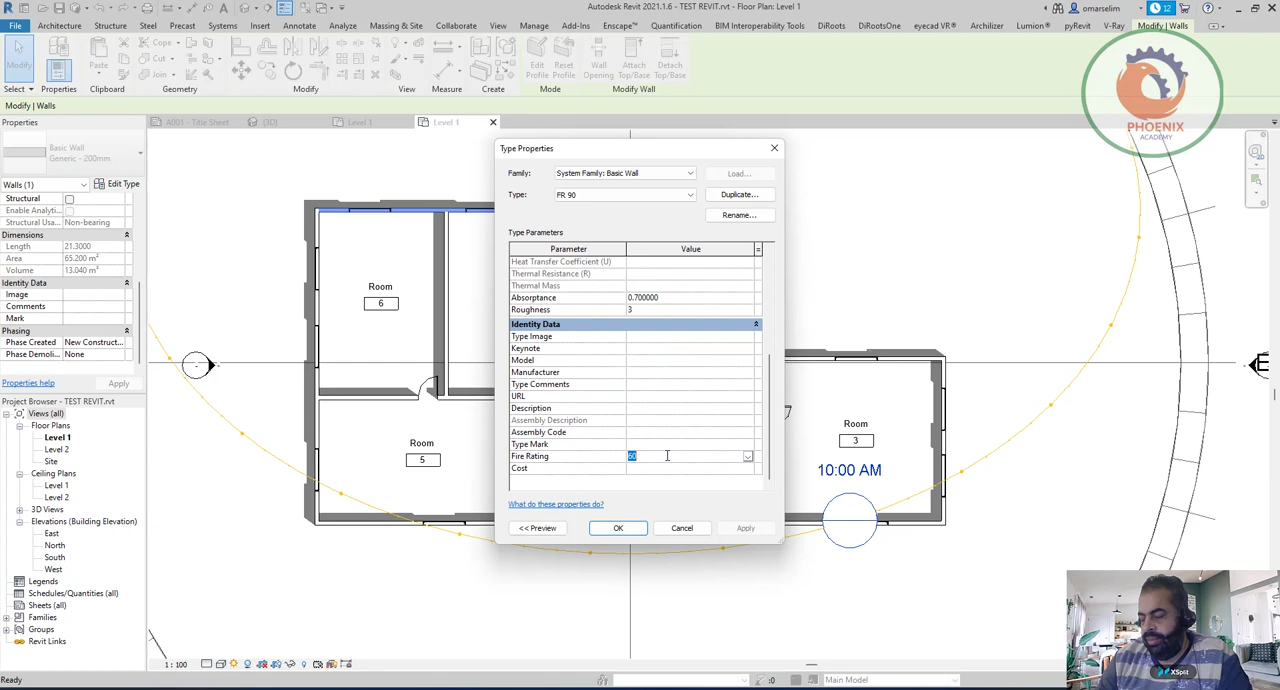 Autodesk Revit 2021.1.6 - TEST REVIT.rvt - Floor Plan: Level 1
omarselim
12
File Architecture Structure Steel Precast Systems Insert Annotate Analyze Massing & Site Collaborate View Manage Add-Ins Enscape™ Quantification BIM Interoperability Tools DiRoots DiRootsOne eyecad VR® Archilizer Lumion® pyRevit V-Ray Modify | Walls
Modify
Paste
Cope
Cut
Join
Edit Profile
Reset Profile
Wall Opening
Attach Top/Base
Detach Top/Base
Select Properties Clipboard Geometry Modify View Measure Create Mode Modify Wall
PHOENIX
ACADEMY
Modify | Walls
Properties
A001 - Title Sheet
{3D}
Level 1
Level 1
Basic Wall
Generic - 200mm
Walls (1)
Edit Type
Structural
Enable Analyti...
Structural Usa... Non-bearing
Dimensions
Length 21.3000
Area 65.200 m²
Volume 13.040 m³
Identity Data
Image
Comments
Mark
Phasing
Phase Created New Construct...
Phase Demoli... None
Properties help
Apply
Project Browser - TEST REVIT.rvt
Views (all)
Floor Plans
Level 1
Level 2
Site
Ceiling Plans
Level 1
Level 2
3D Views
Elevations (Building Elevation)
East
North
South
West
Legends
Schedules/Quantities (all)
Sheets (all)
Families
Groups
Revit Links
Room
6
Room
5
Room
3
10:00 AM
Type Properties
Family: System Family: Basic Wall Load...
Type: FR 90 Duplicate...
Rename...
Type Parameters
Parameter Value =
Heat Transfer Coefficient (U)
Thermal Resistance (R)
Thermal Mass
Absorptance 0.700000
Roughness 3
Identity Data
Type Image
Keynote
Model
Manufacturer
Type Comments
URL
Description
Assembly Description
Assembly Code
Type Mark
Fire Rating 60
Cost
What do these properties do?
<< Preview OK Cancel Apply
1 : 100
Ready
:0
Main Model
XSplit